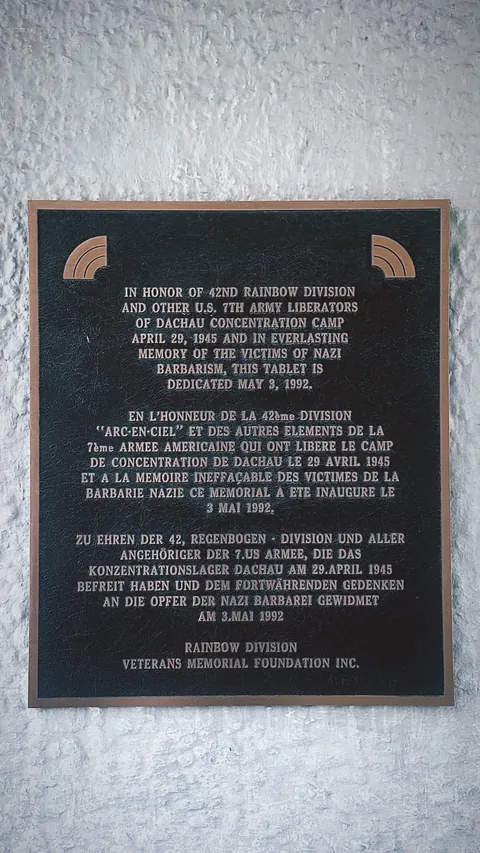 IN HONOR OF 42ND RAINBOW DIVISION
AND OTHER U.S. 7TH ARMY LIBERATORS
OF DACHAU CONCENTRATION CAMP
APRIL 29, 1945 AND IN EVERLASTING
MEMORY OF THE VICTIMS OF NAZI
BARBARISM, THIS TABLET IS
DEDICATED MAY 3, 1992.
EN L'HONNEUR DE LA 42ème DIVISION
"ARC-EN-CIEL" ET DES AUTRES ELEMENTS DE LA
7ème ARMEE AMERICAINE QUI ONT LIBERE LE CAMP
DE CONCENTRATION DE DACHAU LE 29 AVRIL 1945
ET A LA MEMOIRE INEFFAÇABLE DES VICTIMES DE LA
BARBARIE NAZIE CE MEMORIAL A ETE INAUGURE LE
3 MAI 1992.
ZU EHREN DER 42, REGENBOGEN - DIVISION UND ALLER
ANGEHÖRIGER DER 7.US ARMEE, DIE DAS
KONZENTRATIONSLAGER DACHAU AM 29.APRIL 1945
BEFREIT HABEN UND DEM FORTWÄHRENDEN GEDENKEN
AN DIE OPFER DER NAZI BARBAREI GEWIDMET
AM 3.MAI 1992
RAINBOW DIVISION
VETERANS MEMORIAL FOUNDATION INC.